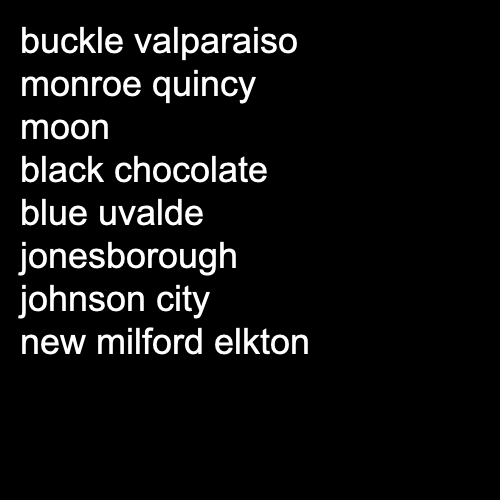 buckle valparaiso
monroe quincy
moon
black chocolate
blue uvalde
jonesborough
johnson city
new milford elkton